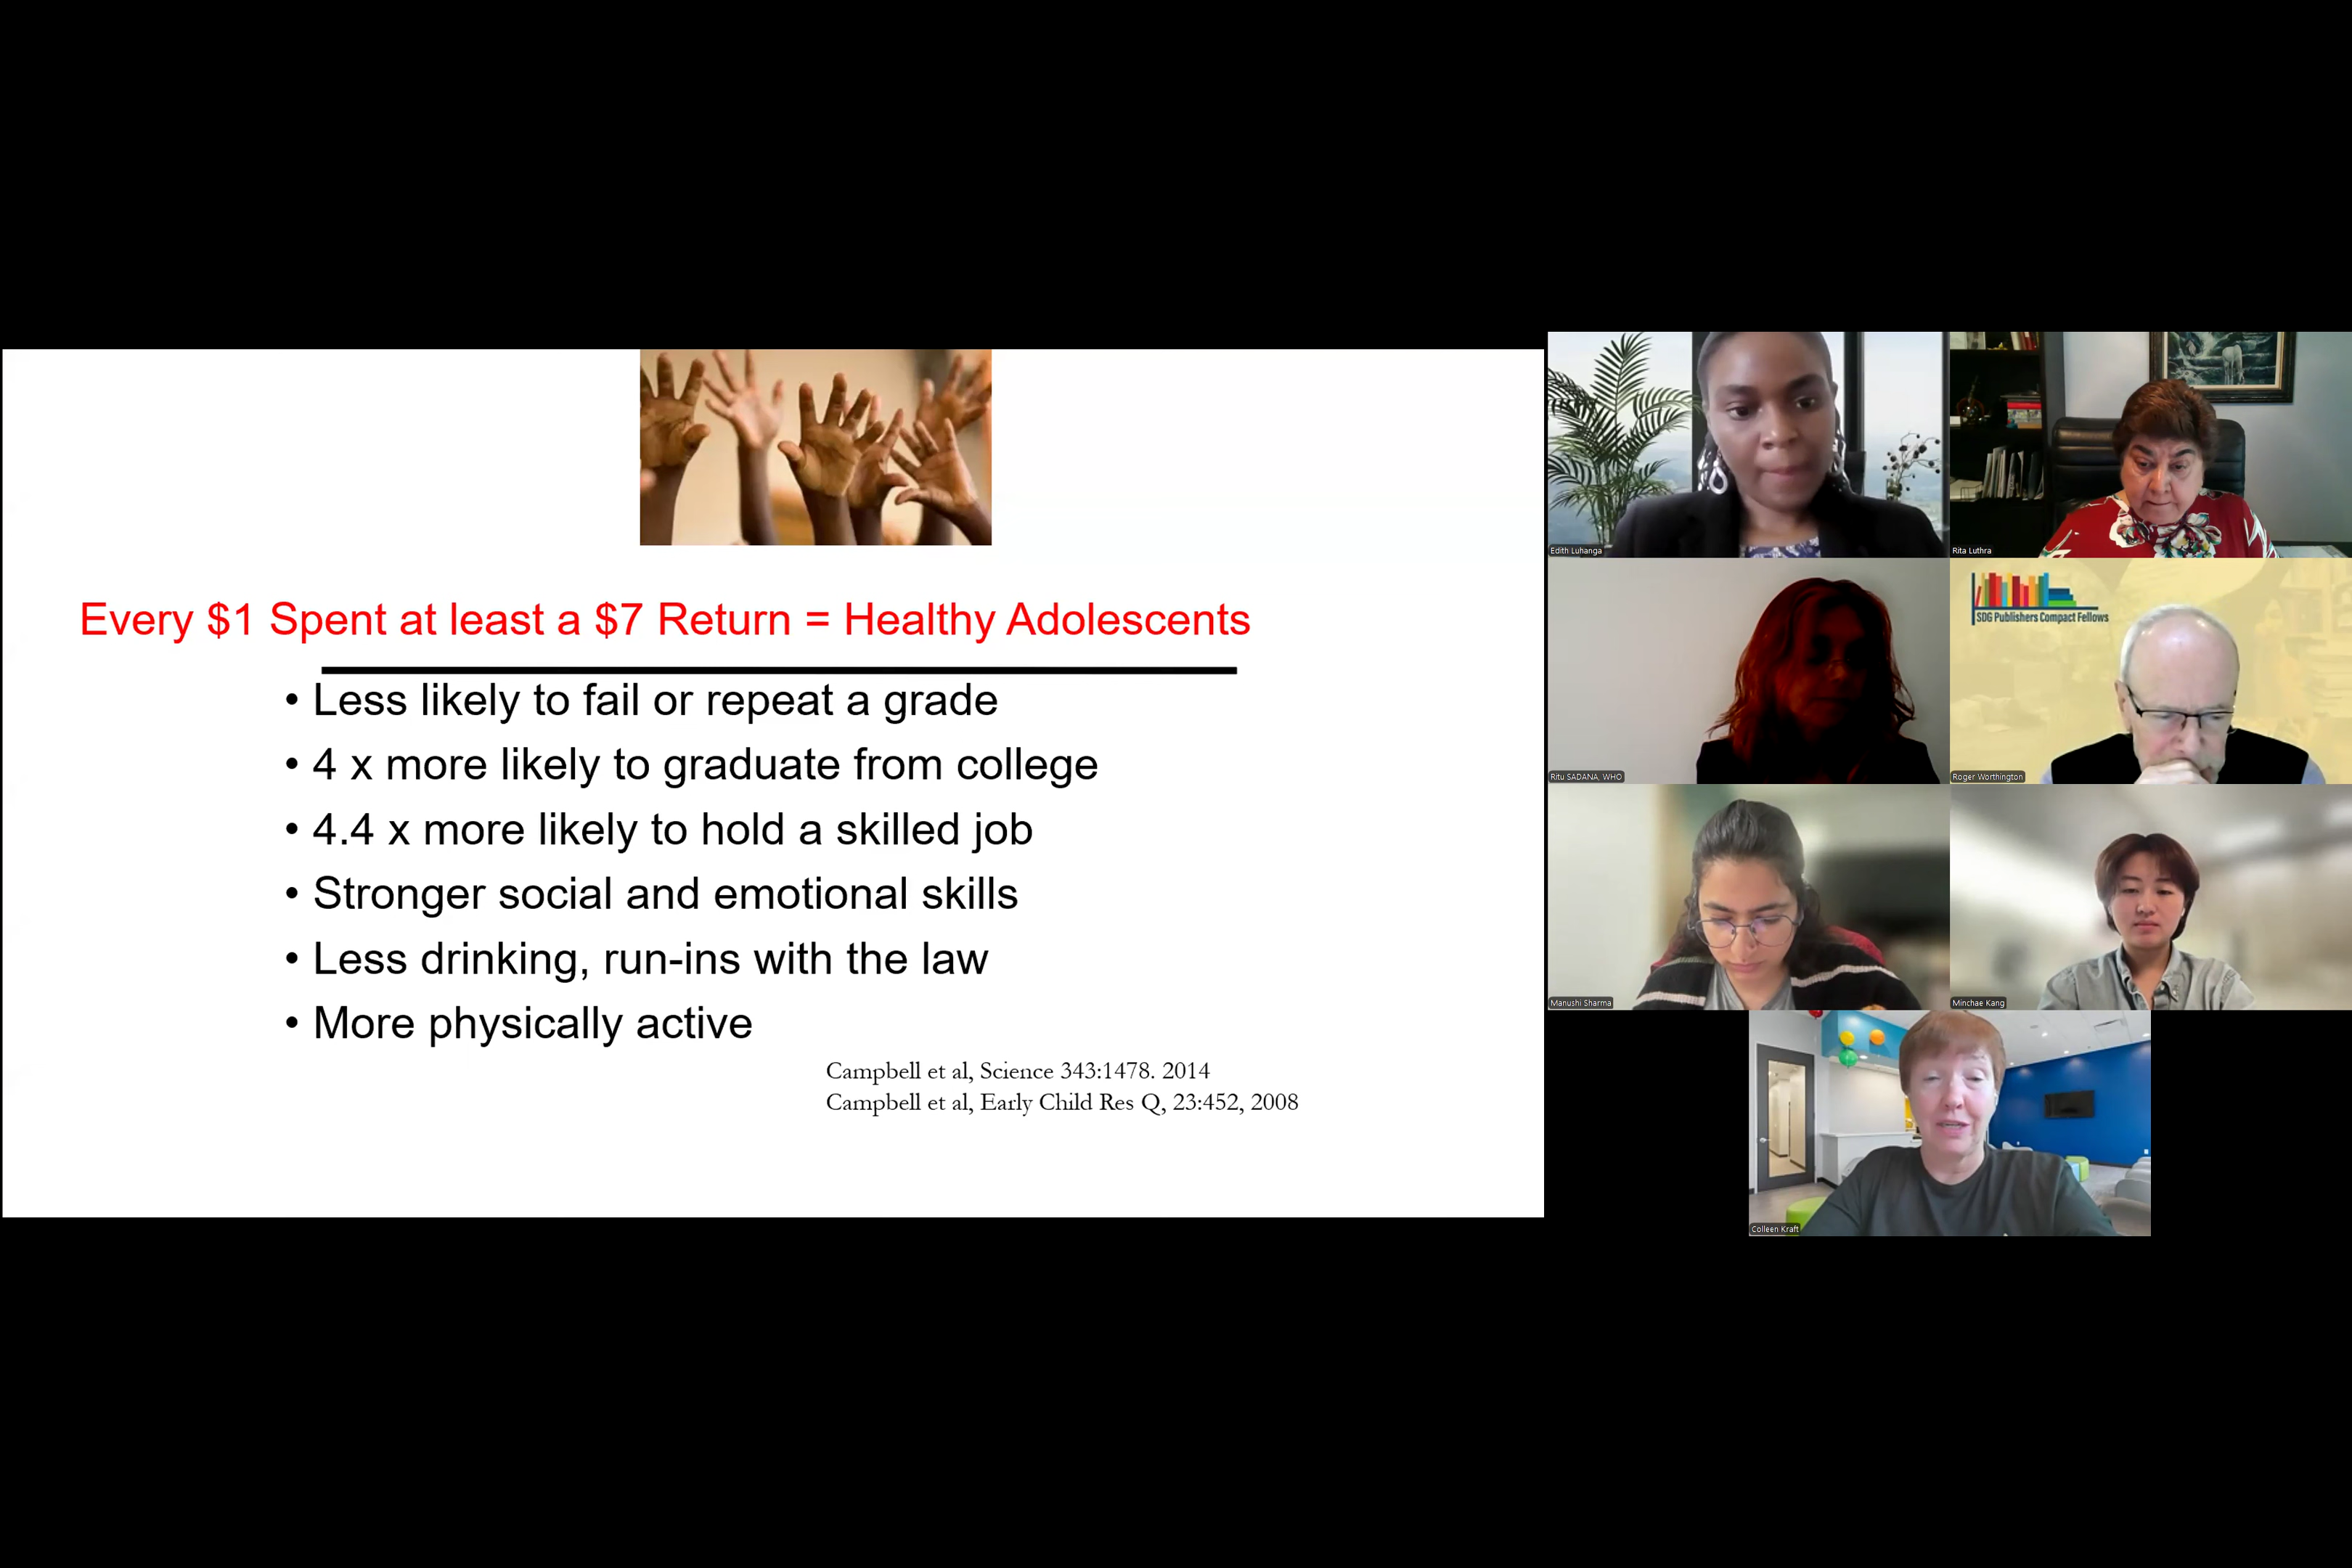 Every $1 Spent at least a $7 Return = Healthy Adolescents
• Less likely to fail or repeat a grade
• 4 x more likely to graduate from college
• 4.4 x more likely to hold a skilled job
• Stronger social and emotional skills
• Less drinking, run-ins with the law
• More physically active
Campbell et al, Science 343:1478. 2014
Campbell et al, Early Child Res Q, 23:452, 2008
Edith Luhanga
Rita Luthra
Ritu SADANA, WHO
SDG Publishers Compact Fellows
Roger Worthington
Manushi Sharma
Minchae Kang
Colleen Kraft